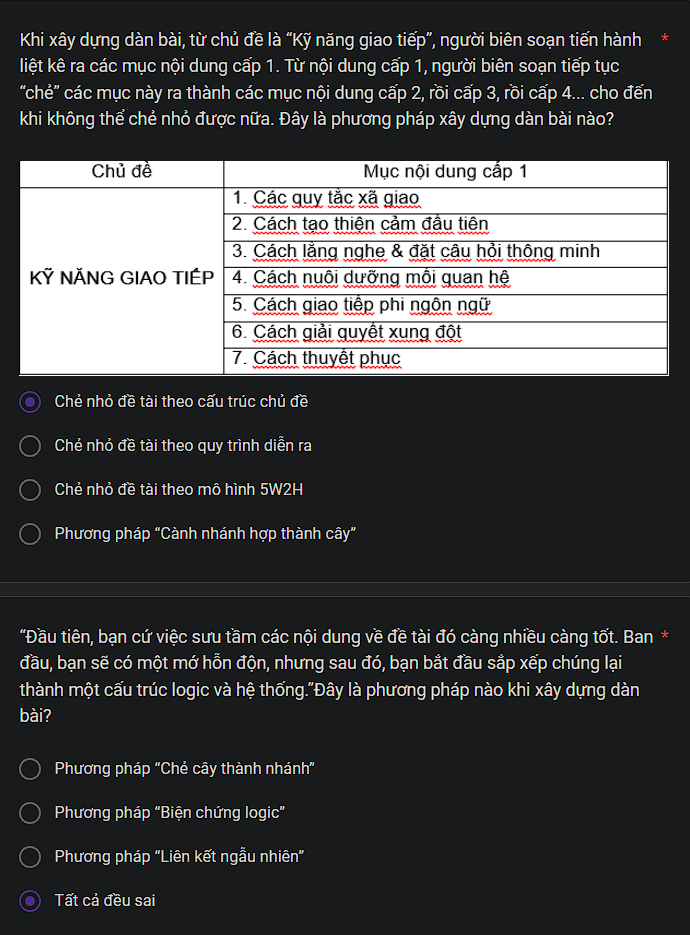 Khi xây dựng dàn bài, từ chủ đề là “Kỹ năng giao tiếp”, người biên soạn tiến hành *
liệt kê ra các mục nội dung cấp 1. Từ nội dung cấp 1, người biên soạn tiếp tục
“chẻ” các mục này ra thành các mục nội dung cấp 2, rồi cấp 3, rồi cấp 4... cho đến
khi không thể chẻ nhỏ được nữa. Đây là phương pháp xây dựng dàn bài nào?
Chủ đề
Mục nội dung cấp 1
KỸ NĂNG GIAO TIẾP
1. Các quy tắc xã giao
2. Cách tạo thiện cảm đầu tiên
3. Cách lắng nghe & đặt câu hỏi thông minh
4. Cách nuôi dưỡng mối quan hệ
5. Cách giao tiếp phi ngôn ngữ
6. Cách giải quyết xung đột
7. Cách thuyết phục
Chẻ nhỏ đề tài theo cấu trúc chủ đề
Chẻ nhỏ đề tài theo quy trình diễn ra
Chẻ nhỏ đề tài theo mô hình 5W2H
Phương pháp “Cành nhánh hợp thành cây”
“Đầu tiên, bạn cứ việc sưu tầm các nội dung về đề tài đó càng nhiều càng tốt. Ban *
đầu, bạn sẽ có một mớ hỗn độn, nhưng sau đó, bạn bắt đầu sắp xếp chúng lại
thành một cấu trúc logic và hệ thống.”Đây là phương pháp nào khi xây dựng dàn
bài?
Phương pháp “Chẻ cây thành nhánh”
Phương pháp “Biện chứng logic”
Phương pháp “Liên kết ngẫu nhiên”
Tất cả đều sai